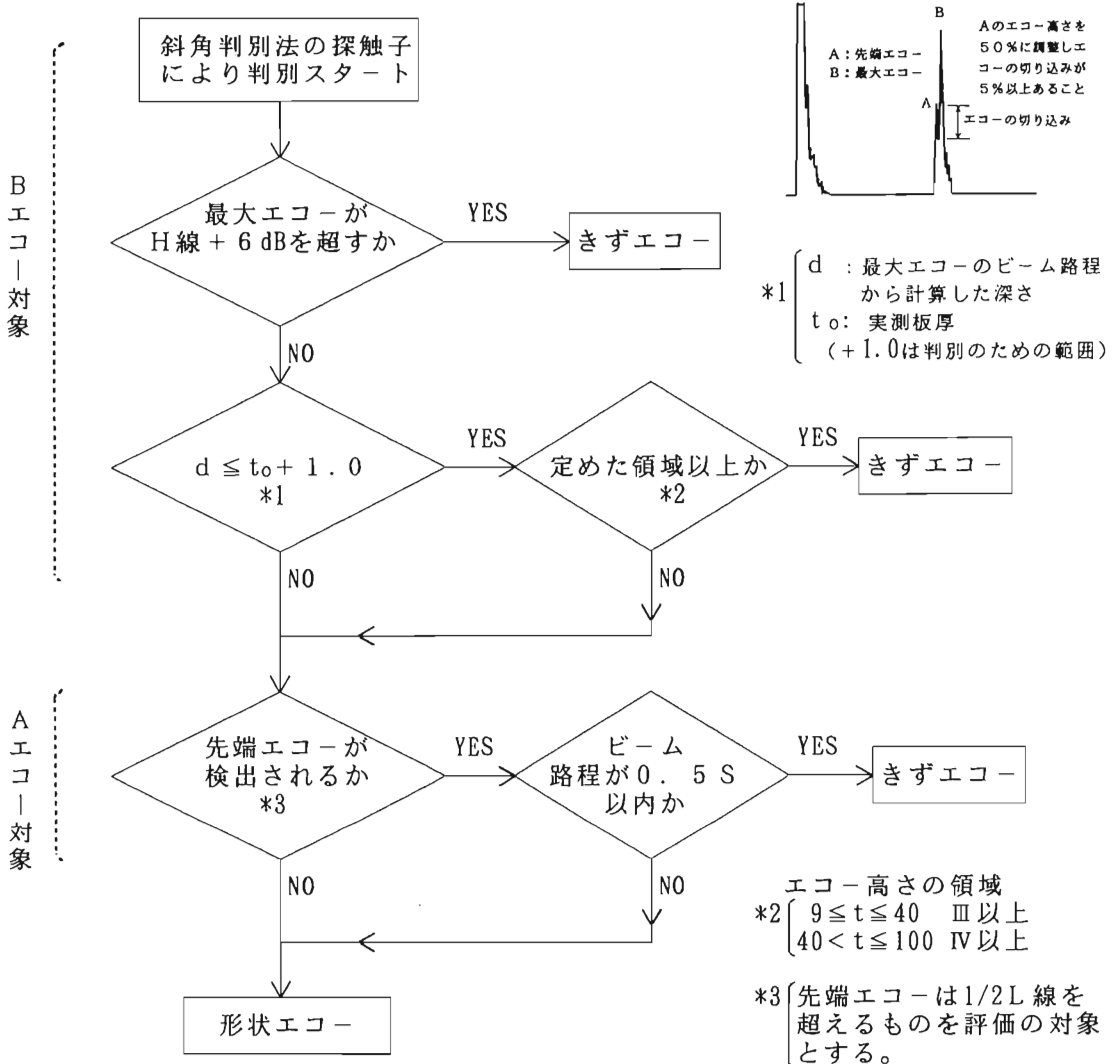 斜角判別法の探触子
により判別スタート
A:先端エコー
B:最大エコー
B
A
Aのエコー高さを
50%に調整しエ
コーの切り込みが
5%以上あること
エコーの切り込み
Bエコー対象
最大エコーが
H線+6dBを超すか
YES
きずエコー
NO
*1
d :最大エコーのビーム路程
から計算した深さ
to: 実測板厚
(+1.0は判別のための範囲)
d≦to+1.0
*1
YES
定めた領域以上か
*2
YES
きずエコー
NO
NO
Aエコー対象
先端エコーが
検出されるか
*3
YES
ビーム
路程が0.5S
以内か
YES
きずエコー
NO
NO
エコー高さの領域
*2 9≦t≦40 Ⅲ以上
40<t≦100 Ⅳ以上
*3 先端エコーは1/2L線を
超えるものを評価の対象
とする。
形状エコー